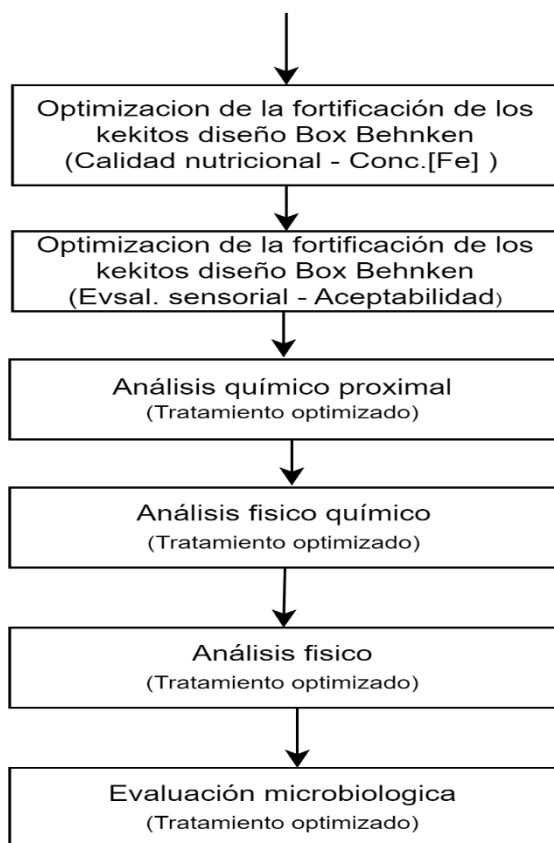 Optimizacion de la fortificación de los
kekitos diseño Box Behnken
(Calidad nutricional - Conc.[Fe] )
Optimizacion de la fortificación de los
kekitos diseño Box Behnken
(Evsal. sensorial - Aceptabilidad)
Análisis químico proximal
(Tratamiento optimizado)
Análisis fisico químico
(Tratamiento optimizado)
Análisis fisico
(Tratamiento optimizado)
Evaluación microbiologica
(Tratamiento optimizado)